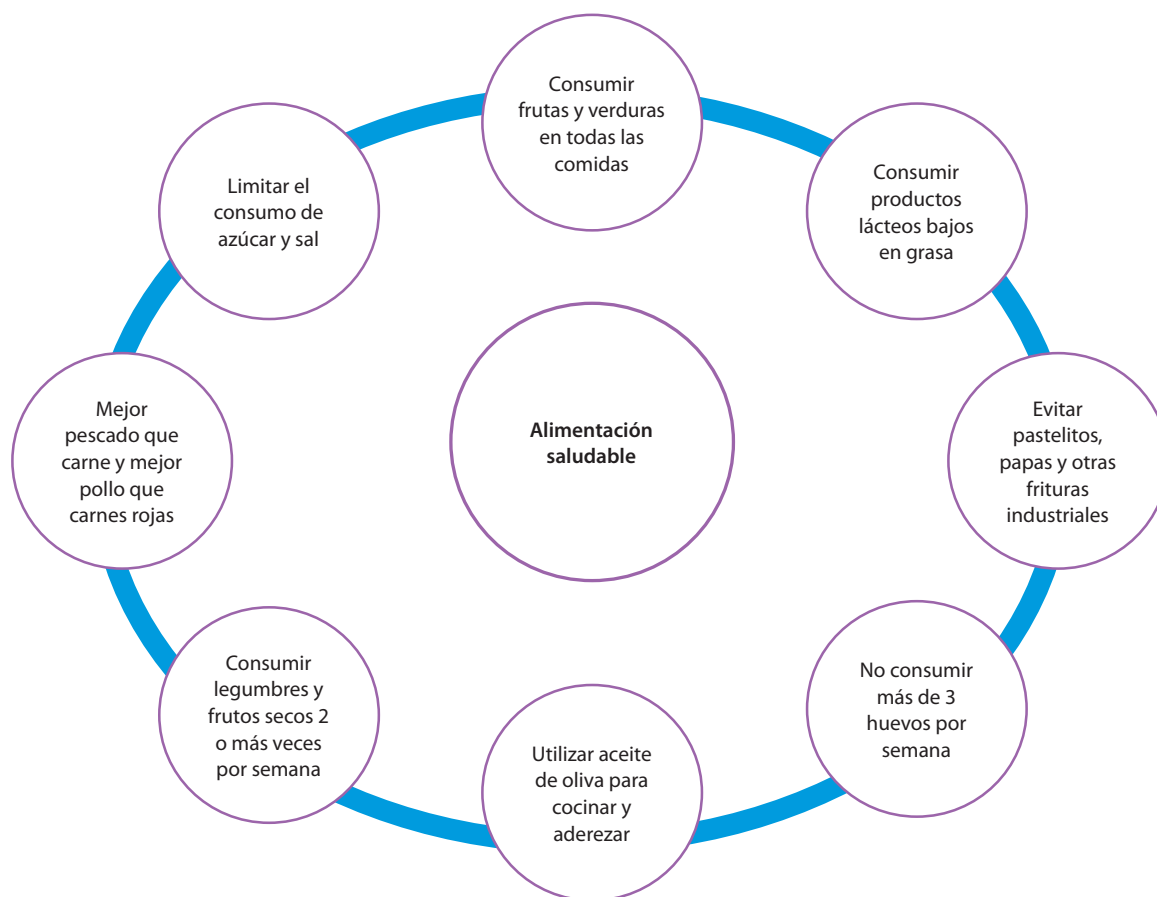 Consumir
frutas y verduras
en todas las
comidas
Consumir
productos
lácteos bajos
en grasa
Evitar
pastelitos,
papas y otras
frituras
industriales
No consumir
más de 3
huevos por
semana
Utilizar aceite
de oliva para
cocinar y
aderezar
Consumir
legumbres y
frutos secos 2
o más veces
por semana
Mejor
pescado que
carne y mejor
pollo que
carnes rojas
Limitar el
consumo de
azúcar y sal
Alimentación
saludable